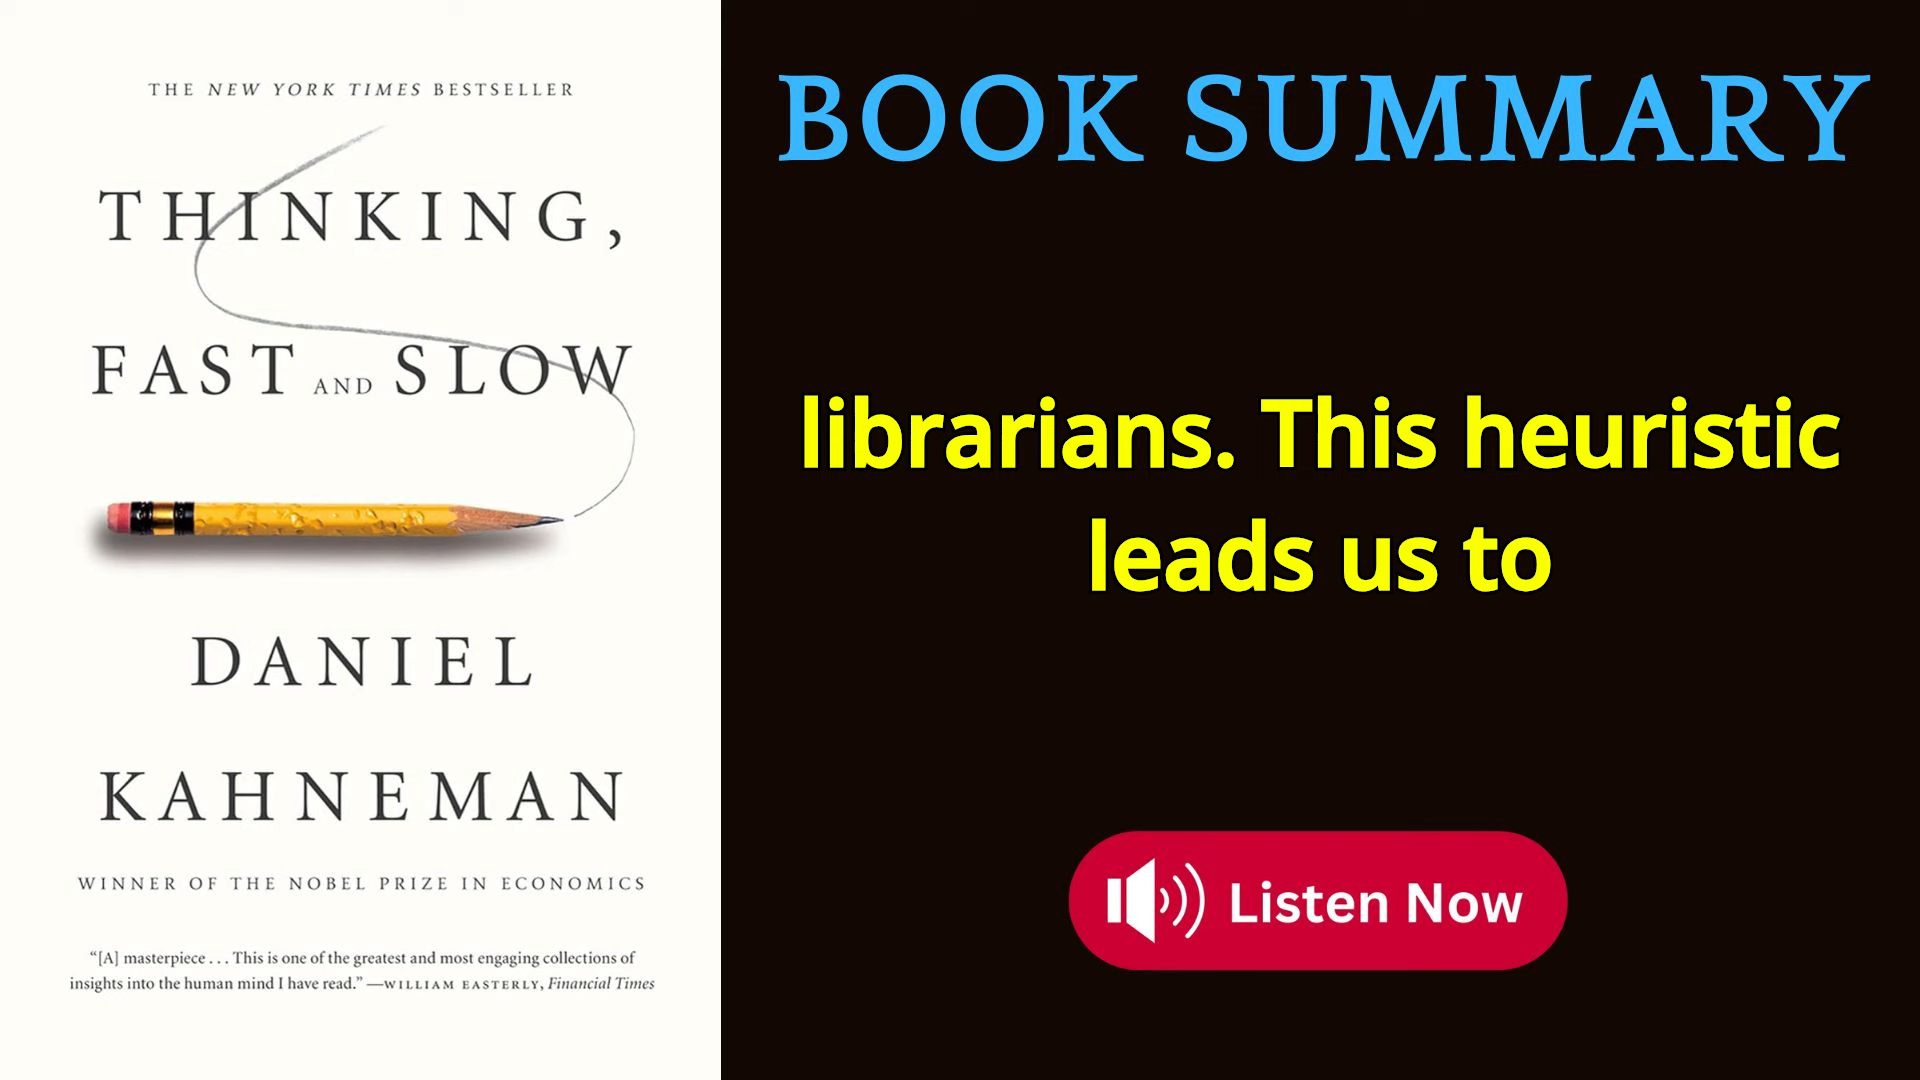 THE NEW YORK TIMES BESTSELLER
THINKING,
FAST AND SLOW
DANIEL
KAHNEMAN
WINNER OF THE NOBEL PRIZE IN ECONOMICS
“[A] masterpiece . . . This is one of the greatest and most engaging collections of
insights into the human mind I have read.” —WILLIAM EASTERLY, Financial Times
BOOK SUMMARY
librarians. This heuristic
leads us to
Listen Now